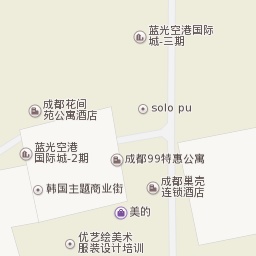 蓝光空港国际
城-三期
成都花间
苑公寓酒店
solo pu
蓝光空港
国际城-2期
成都99特惠公寓
韩国主题商业街
成都巢亮
连锁酒店
美的
优艺绘美术
服装设计培训